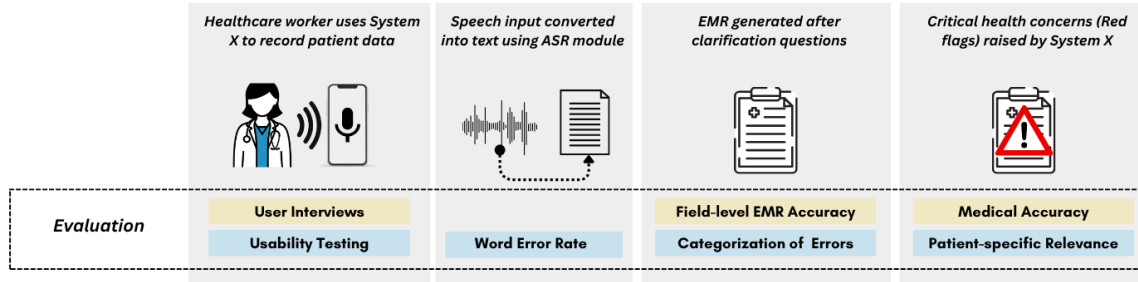 Healthcare worker uses System
X to record patient data
Speech input converted
into text using ASR module
EMR generated after
clarification questions
Critical health concerns (Red
flags) raised by System X
Evaluation
User Interviews
Usability Testing
Word Error Rate
Field-level EMR Accuracy
Categorization of Errors
Medical Accuracy
Patient-specific Relevance